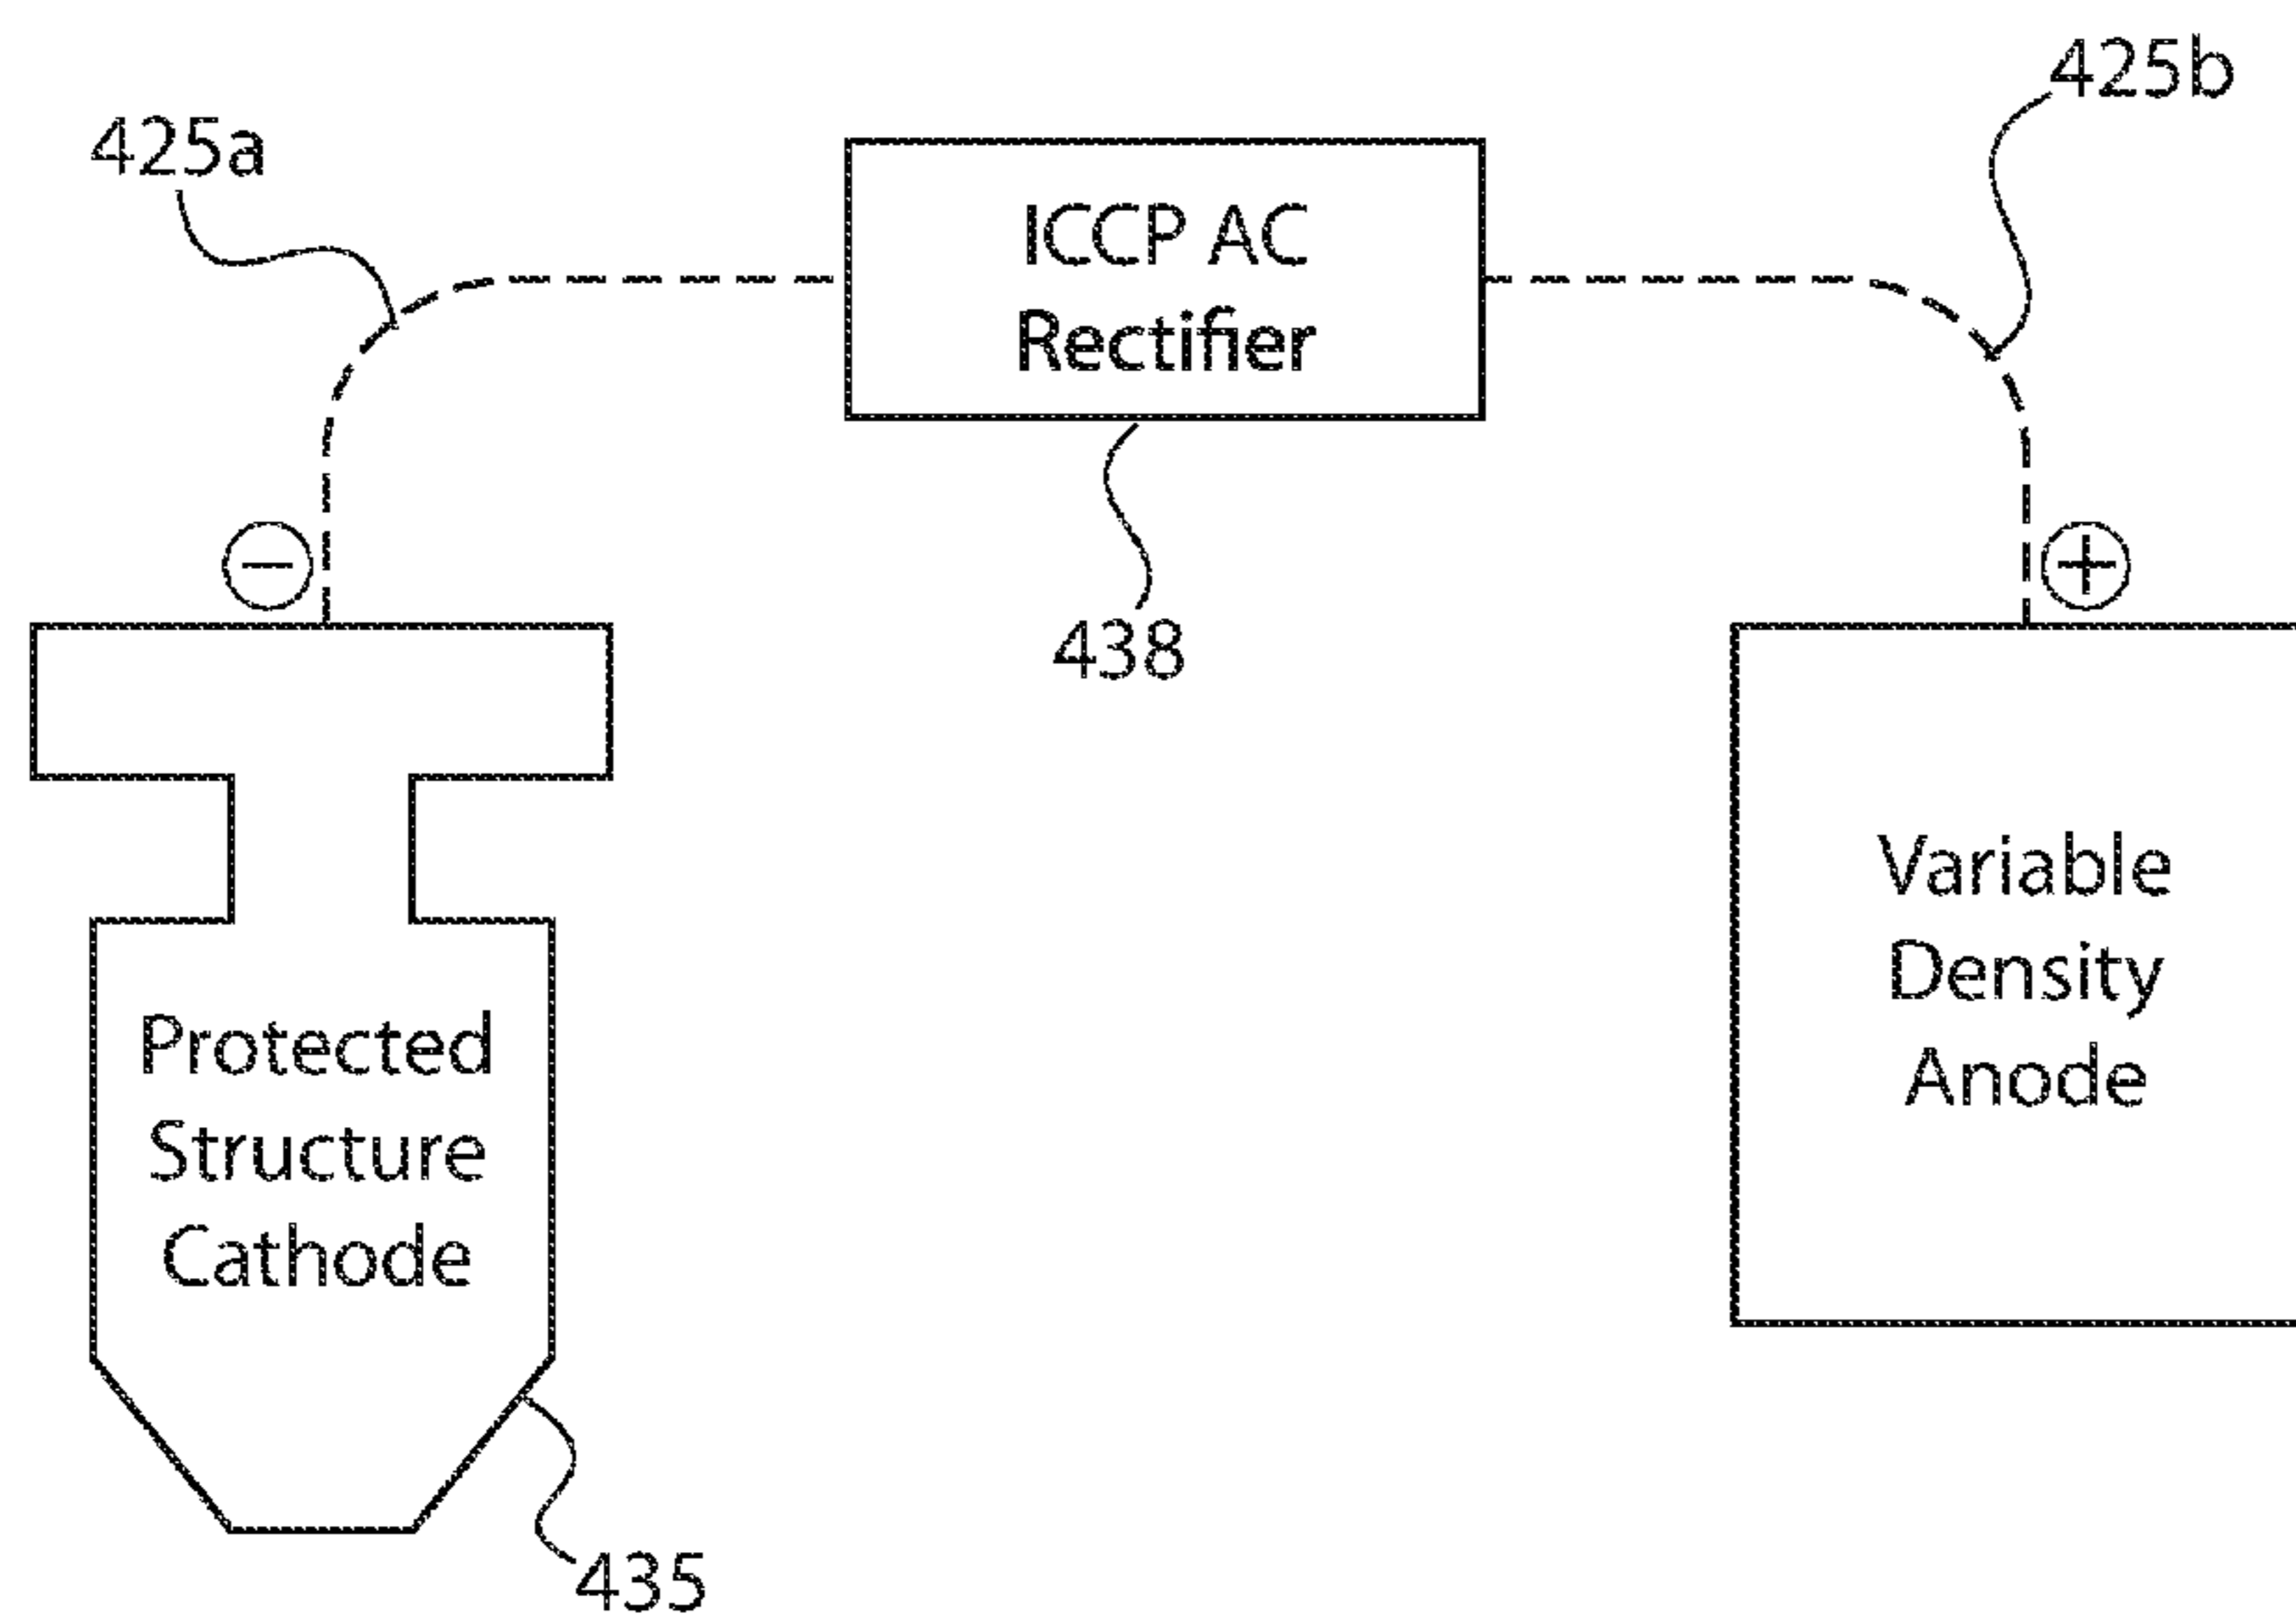 425b
425a
ICCP AC
Rectifier
−
+
438
Variable
Density
Anode
Protected
Structure
Cathode
435